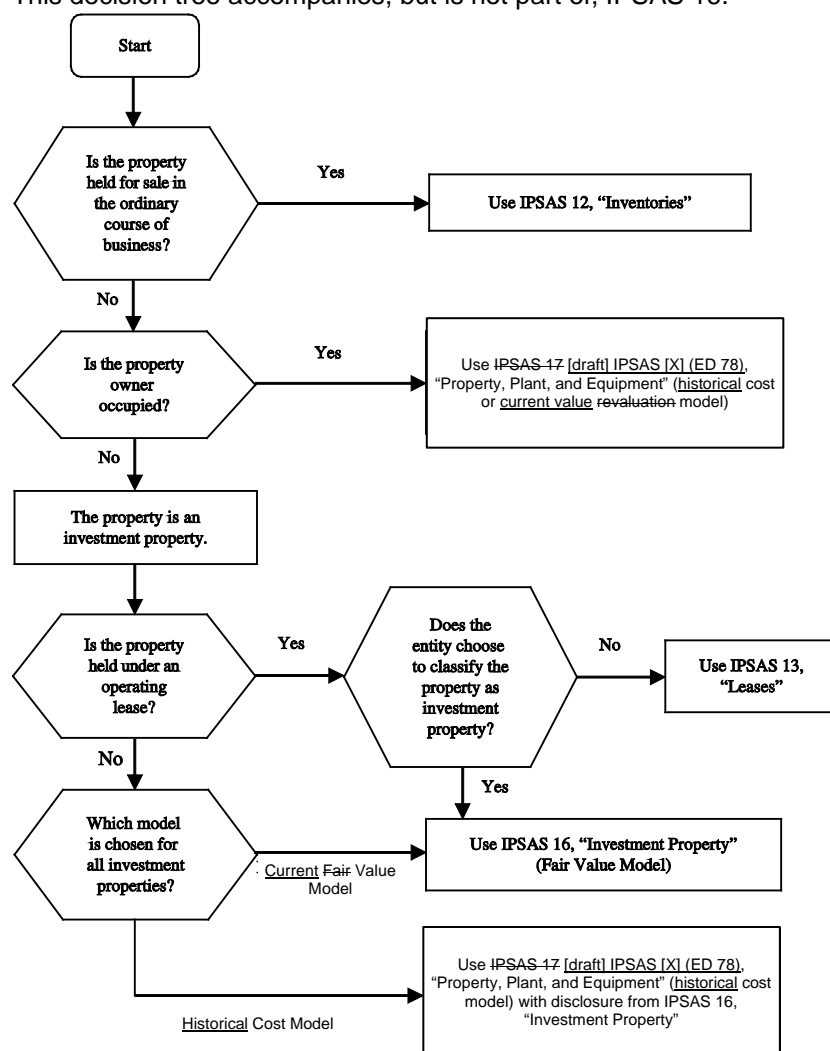 This decision tree accompanies, but is not part of, IPSAS 16.
Start
Is the property
held for sale in
the ordinary
course of
business?
Yes
Use IPSAS 12, “Inventories”
No
Is the property
owner
occupied?
Yes
Use IPSAS 17 [draft] IPSAS [X] (ED 78),
“Property, Plant, and Equipment” (historical cost
or current value revaluation model)
No
The property is an
investment property.
Is the property
held under an
operating
lease?
Yes
Does the
entity choose
to classify the
property as
investment
property?
No
Use IPSAS 13,
“Leases”
No
Yes
Which model
is chosen for
all investment
properties?
Current Fair Value
Model
Use IPSAS 16, “Investment Property”
(Fair Value Model)
Historical Cost Model
Use IPSAS 17 [draft] IPSAS [X] (ED 78),
“Property, Plant, and Equipment” (historical cost
model) with disclosure from IPSAS 16,
“Investment Property”